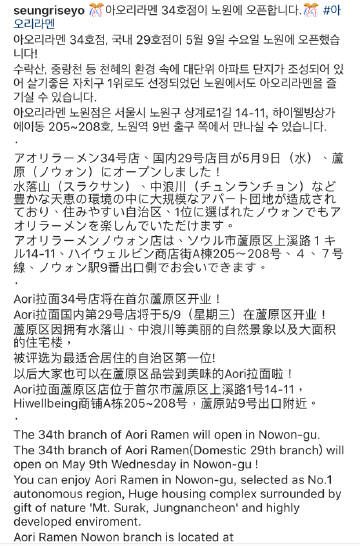 seungriseyo 🎊아오리라멘 34호점이 노원에 오픈합니다.🎊 #아
오리라멘
아오리라멘 34호점, 국내 29호점이 5월 9일 수요일 노원에 오픈했습
니다!
수락산, 중랑천 등 천혜의 환경 속에 대단위 아파트 단지가 조성되어 있
어 살기좋은 자치구 1위로도 선정되었던 노원에서도 아오리라멘을 즐
기실 수 있습니다.
아오리라멘 노원점은 서울시 노원구 상계로1길 14-11, 하이웰빙상가
에이동 205~208호, 노원역 9번 출구 쪽에서 만나실 수 있습니다.
.
アオリラーメン34号店、国内29号店目が5月9日（水）、蘆
原（ノウォン）にオープンしました！
水落山（スラクサン）、中浪川（チュンランチョン）など
豊かな天恵の環境の中に大規模なアパート団地が造成され
ており、住みやすい自治区、1位に選ばれたノウォンでもア
オリラーメンを楽しんでいただけます。
アオリラーメンノウォン店は、ソウル市蘆原区上溪路１キ
ル14-11、ハイウェルビン商店街A棟205〜208号、４、７号
線、ノウォン駅9番出口側でお会いできます。
.
Aori拉面34号店将在首尔蘆原区开业！
Aori拉面国内第29号店将于5/9（星期三）在蘆原区开业！
蘆原区因拥有水落山、中浪川等美丽的自然景象以及大面积
的住宅楼，
被评选为最适合居住的自治区第一位!
以后大家也可以在蘆原区品尝到美味的Aori拉面啦！
Aori拉面蘆原区店位于首尔市蘆原区上溪路1号14-11，
Hiwellbeing商铺A栋205~208号，蘆原站9号出口附近。
.
The 34th branch of Aori Ramen will open in Nowon-gu.
The 34th branch of Aori Ramen(Domestic 29th branch) will
open on May 9th Wednesday in Nowon-gu !
You can enjoy Aori Ramen in Nowon-gu, selected as No.1
autonomous region, Huge housing complex surrounded by
gift of nature 'Mt. Surak, Jungnancheon' and highly
developed enviroment.
Aori Ramen Nowon branch is located at